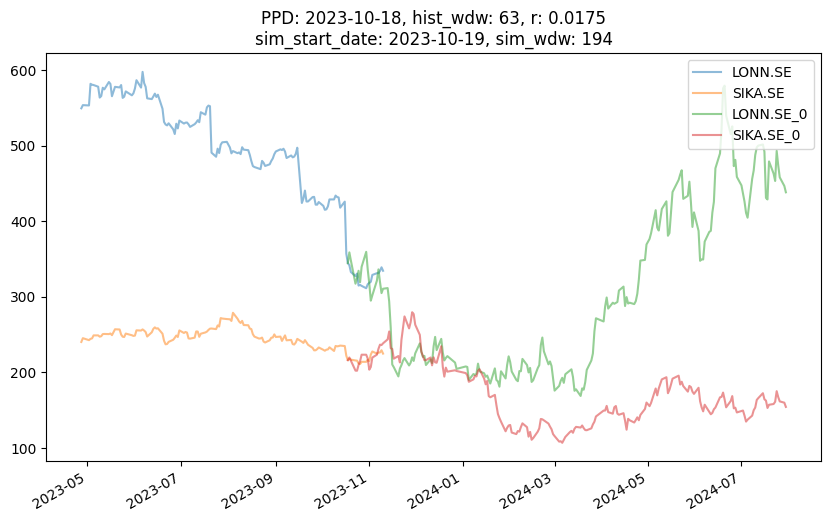 PPD: 2023-10-18, hist_wdw: 63, r: 0.0175
sim_start_date: 2023-10-19, sim_wdw: 194
LONN.SE
SIKA.SE
LONN.SE_0
SIKA.SE_0
600
500
400
300
200
100
2023-05
2023-07
2023-09
2023-11
2024-01
2024-03
2024-05
2024-07